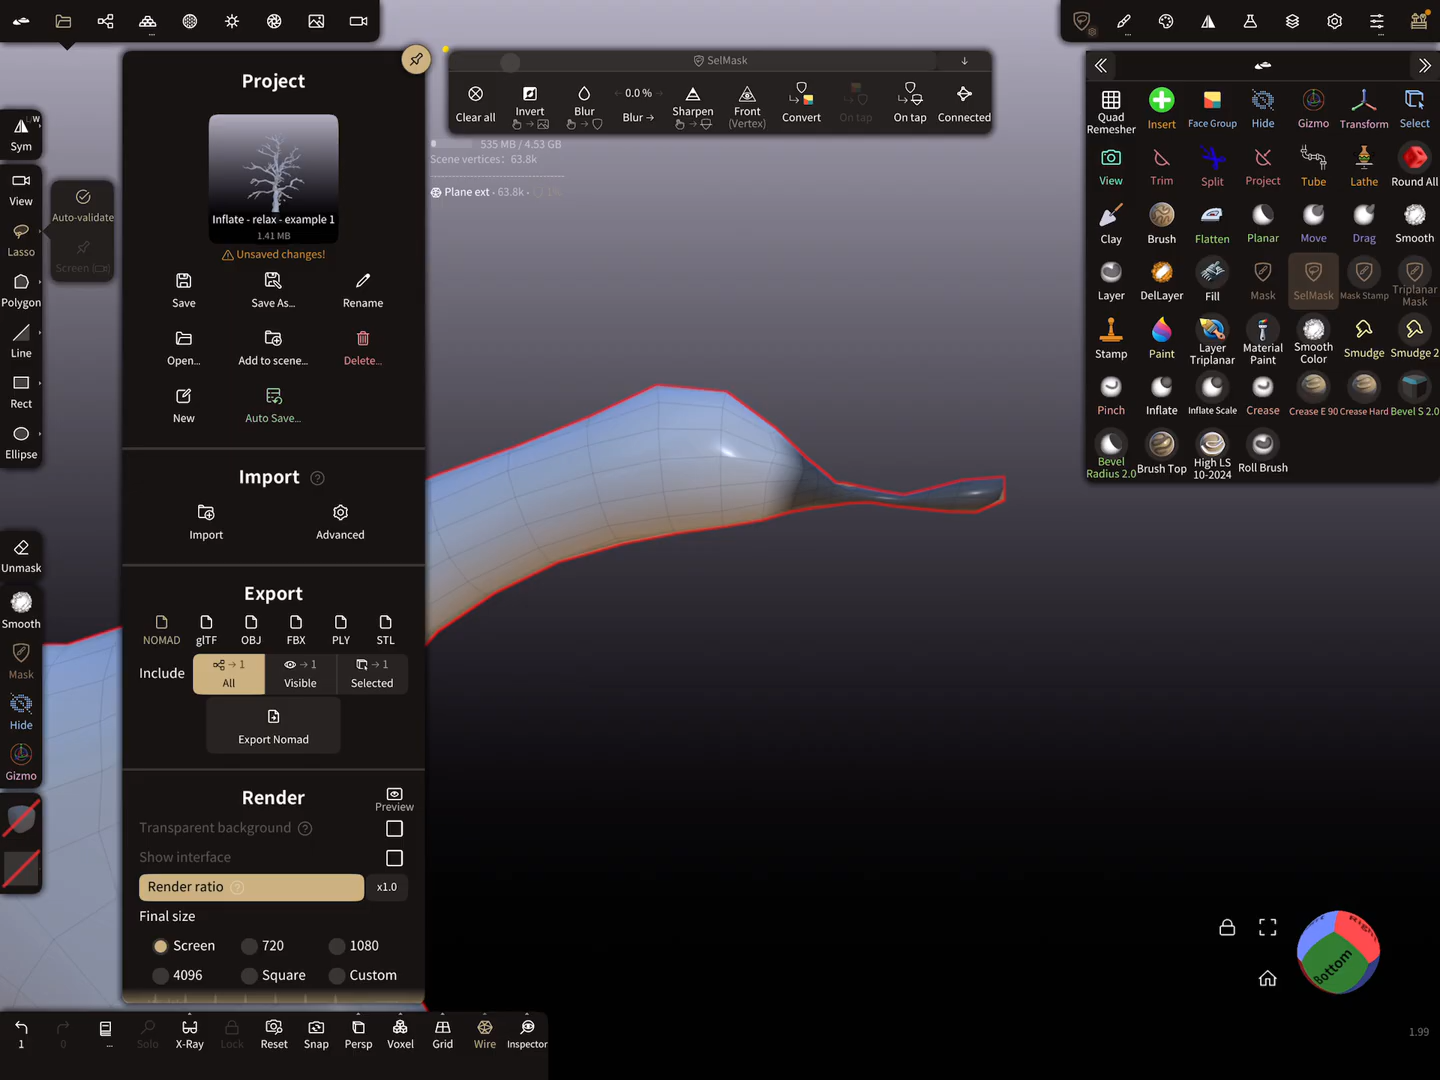 SelMask
Clear all
Invert
Blur
0.0 %
Blur →
Sharpen
Front
(Vertex)
Convert
On tap
On tap
Connected
535 MB / 4.53 GB
Scene vertices: 63.8k
Plane ext · 63.8k ·
Project
Inflate - relax - example 1
1.41 MB
Unsaved changes!
Save
Save As...
Rename
Open...
Add to scene...
Delete...
New
Auto Save...
Import
Import
Advanced
Export
NOMAD
glTF
OBJ
FBX
PLY
STL
Include
→ 1
All
→ 1
Visible
→ 1
Selected
Export Nomad
Render
Preview
Transparent background
Show interface
Render ratio
x1.0
Final size
Screen
720
1080
4096
Square
Custom
Sym
View
Lasso
Polygon
Line
Rect
Ellipse
Auto-validate
Screen
Unmask
Smooth
Mask
Hide
Gizmo
1
0
...
Solo
X-Ray
Lock
Reset
Snap
Persp
Voxel
Grid
Wire
Inspector
Quad
Remesher
Insert
Face Group
Hide
Gizmo
Transform
Select
View
Trim
Split
Project
Tube
Lathe
Round All
Clay
Brush
Flatten
Planar
Move
Drag
Smooth
Layer
DelLayer
Fill
Mask
SelMask
Mask Stamp
Triplanar
Mask
Stamp
Paint
Layer
Triplanar
Material
Paint
Smooth
Color
Smudge
Smudge 2
Pinch
Inflate
Inflate Scale
Crease
Crease E 90
Crease Hard
Bevel S 2.0
Bevel
Radius 2.0
Brush Top
High LS
10-2024
Roll Brush
Right
Bottom
1.99